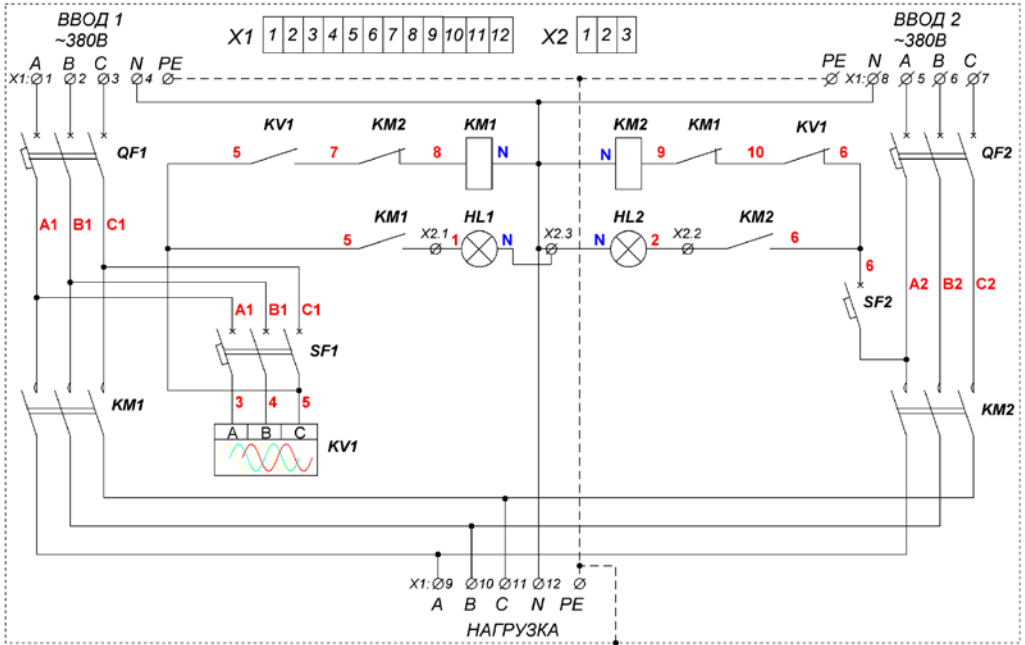 ВВОД 1
~380В
X1 1 2 3 4 5 6 7 8 9 10 11 12
X2 1 2 3
ВВОД 2
~380В
A B C N PE
X1: 1 2 3 4
PE N A B C
X1: 8 5 6 7
KV1 KM2 KM1 KM2 KM1 KV1
QF1
5 7 8 N N 9 10 6
QF2
KM1 X2.1 HL1 X2.3 HL2 X2.2 KM2
A1 B1 C1
5 1 N N 2 6
6
A2 B2 C2
SF2
A1 B1 C1
SF1
KM1
3 4 5
KM2
A B C
KV1
X1: 9 10 11 12
A B C N PE
НАГРУЗКА